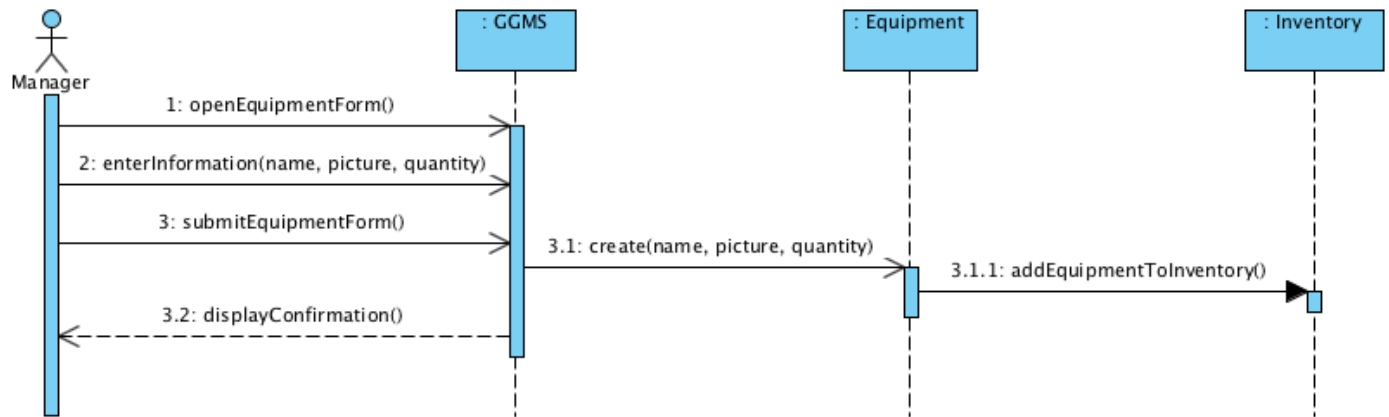 : GGMS
: Equipment
: Inventory
Manager
1: openEquipmentForm()
2: enterInformation(name, picture, quantity)
3: submitEquipmentForm()
3.1: create(name, picture, quantity)
3.1.1: addEquipmentToInventory()
3.2: displayConfirmation()